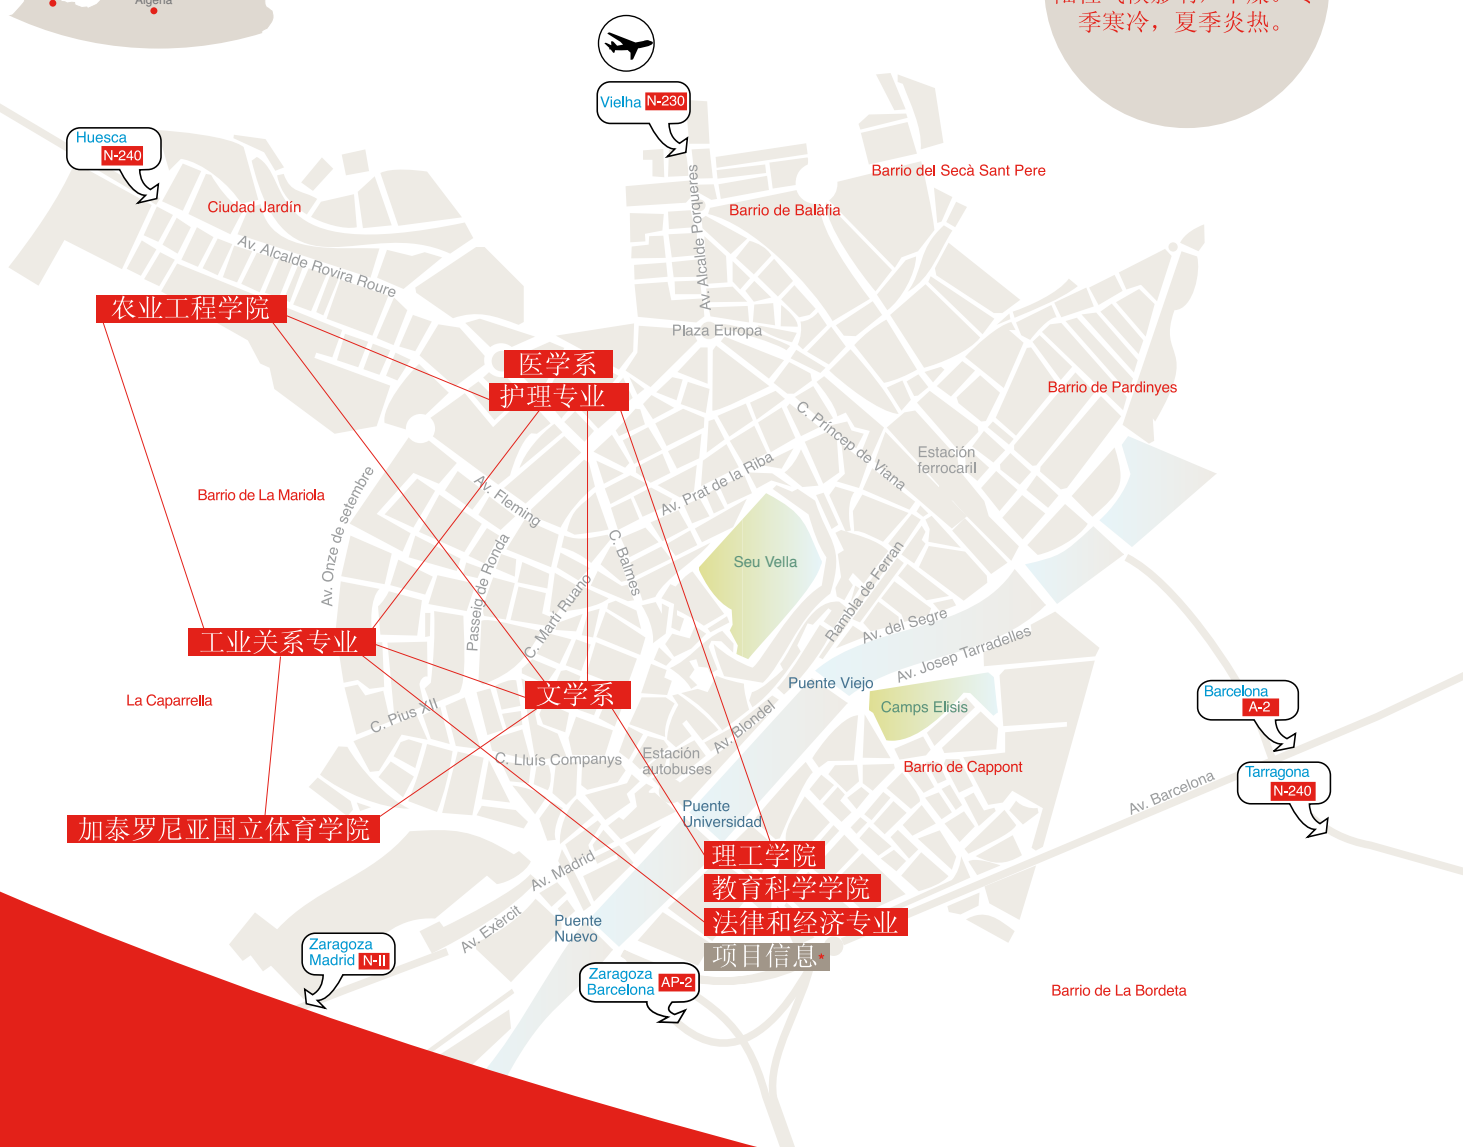 Algeria
季寒冷，夏季炎热。
Vielha N-230
Huesca
N-240
Barrio del Secà Sant Pere
Ciudad Jardín
Barrio de Balàfia
Av. Alcalde Porqueres
Av. Alcalde Rovira Roure
农业工程学院
Plaza Europa
医学系
护理专业
Barrio de Pardinyes
C. Príncep de Viana
Estación
ferrocaril
Av. Prat de la Riba
Barrio de La Mariola
Av. Onze de setembre
Av. Fleming
Passeig de Ronda
C. Balmes
C. Martí Ruano
Seu Vella
Rambla de Ferran
Av. del Segre
Av. Josep Tarradelles
工业关系专业
Puente Viejo
文学系
La Caparrella
C. Pius XII
Camps Elisis
Barcelona
A-2
Av. Blondel
C. Lluís Companys
Estación
autobuses
Barrio de Cappont
Tarragona
N-240
Av. Barcelona
Puente
Universidad
加泰罗尼亚国立体育学院
理工学院
Av. Madrid
教育科学学院
Av. Exèrcit
Puente
Nuevo
法律和经济专业
项目信息*
Zaragoza
Madrid N-II
Zaragoza
Barcelona AP-2
Barrio de La Bordeta